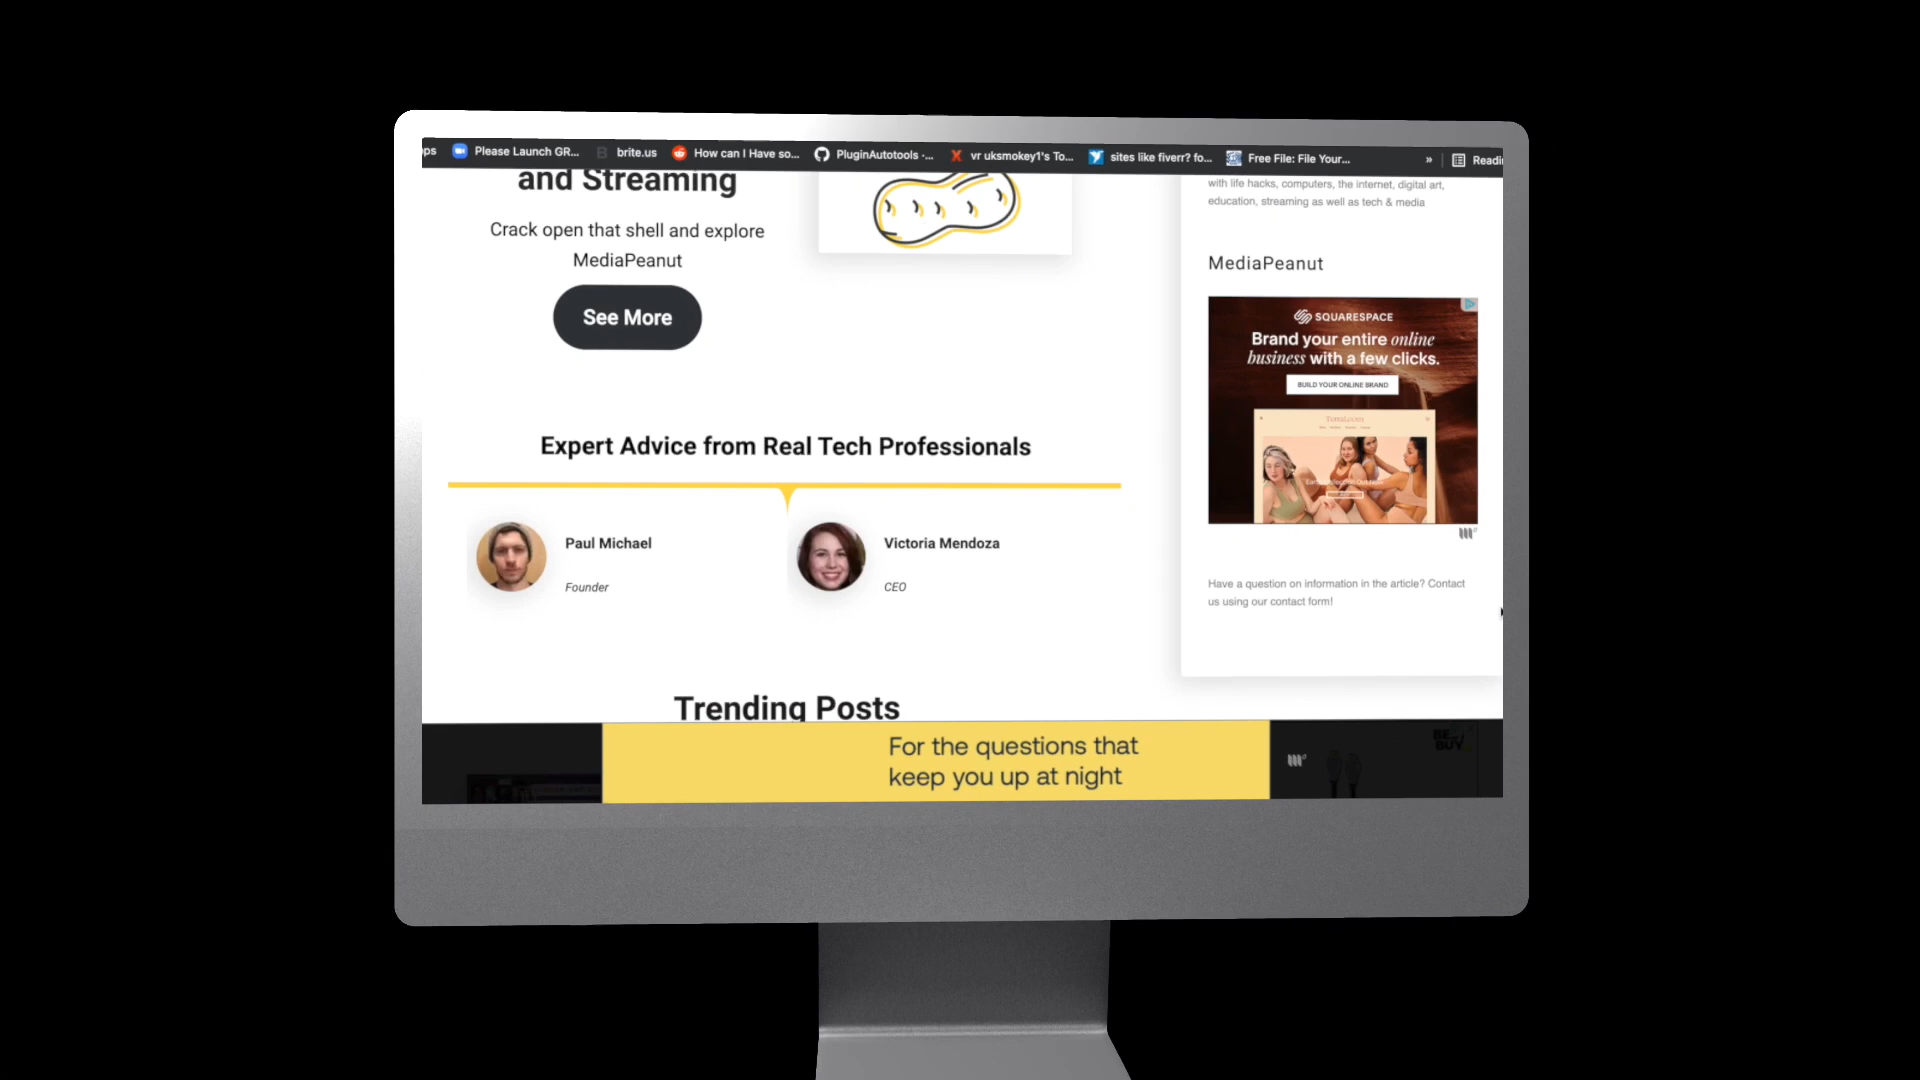 ps
Please Launch GR...
brite.us
How can I Have so...
PluginAutotools -...
vr uksmokey1's To...
sites like fiverr? fo...
Free File: File Your...
»
Readi
and Streaming
Crack open that shell and explore
MediaPeanut
See More
Expert Advice from Real Tech Professionals
Paul Michael
Founder
Victoria Mendoza
CEO
Trending Posts
with life hacks, computers, the internet, digital art,
education, streaming as well as tech & media
MediaPeanut
SQUARESPACE
Brand your entire online
business with a few clicks.
BUILD YOUR ONLINE BRAND
Have a question on information in the article? Contact
us using our contact form!
For the questions that
keep you up at night
BE
BUY